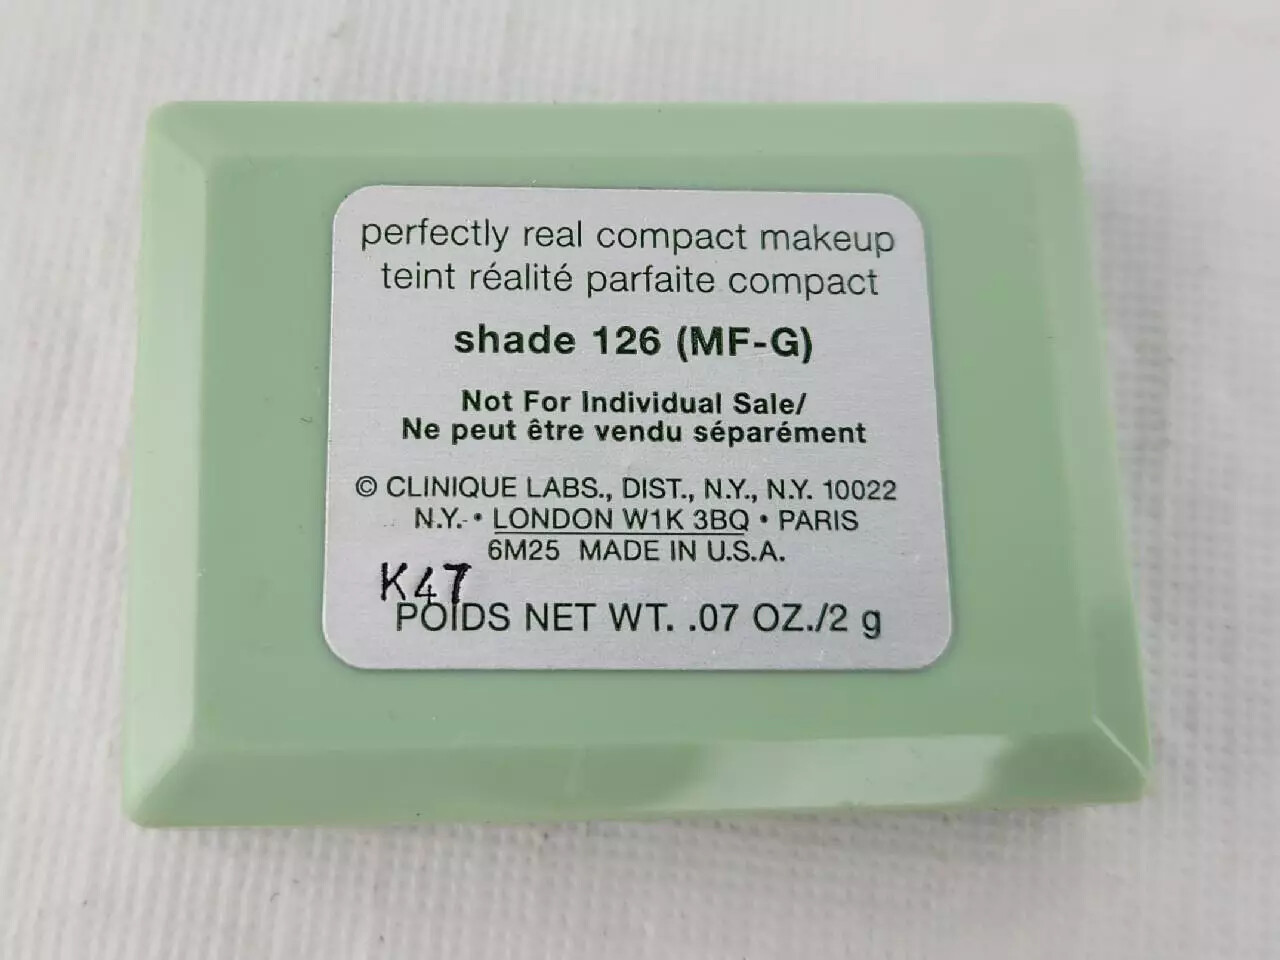 perfectly real compact makeup
teint réalité parfaite compact
shade 126 (MF-G)
Not For Individual Sale/
Ne peut être vendu séparément
© CLINIQUE LABS., DIST., N.Y., N.Y. 10022
N.Y. • LONDON W1K 3BQ • PARIS
6M25 MADE IN U.S.A.
K47
POIDS NET WT. .07 OZ./2 g